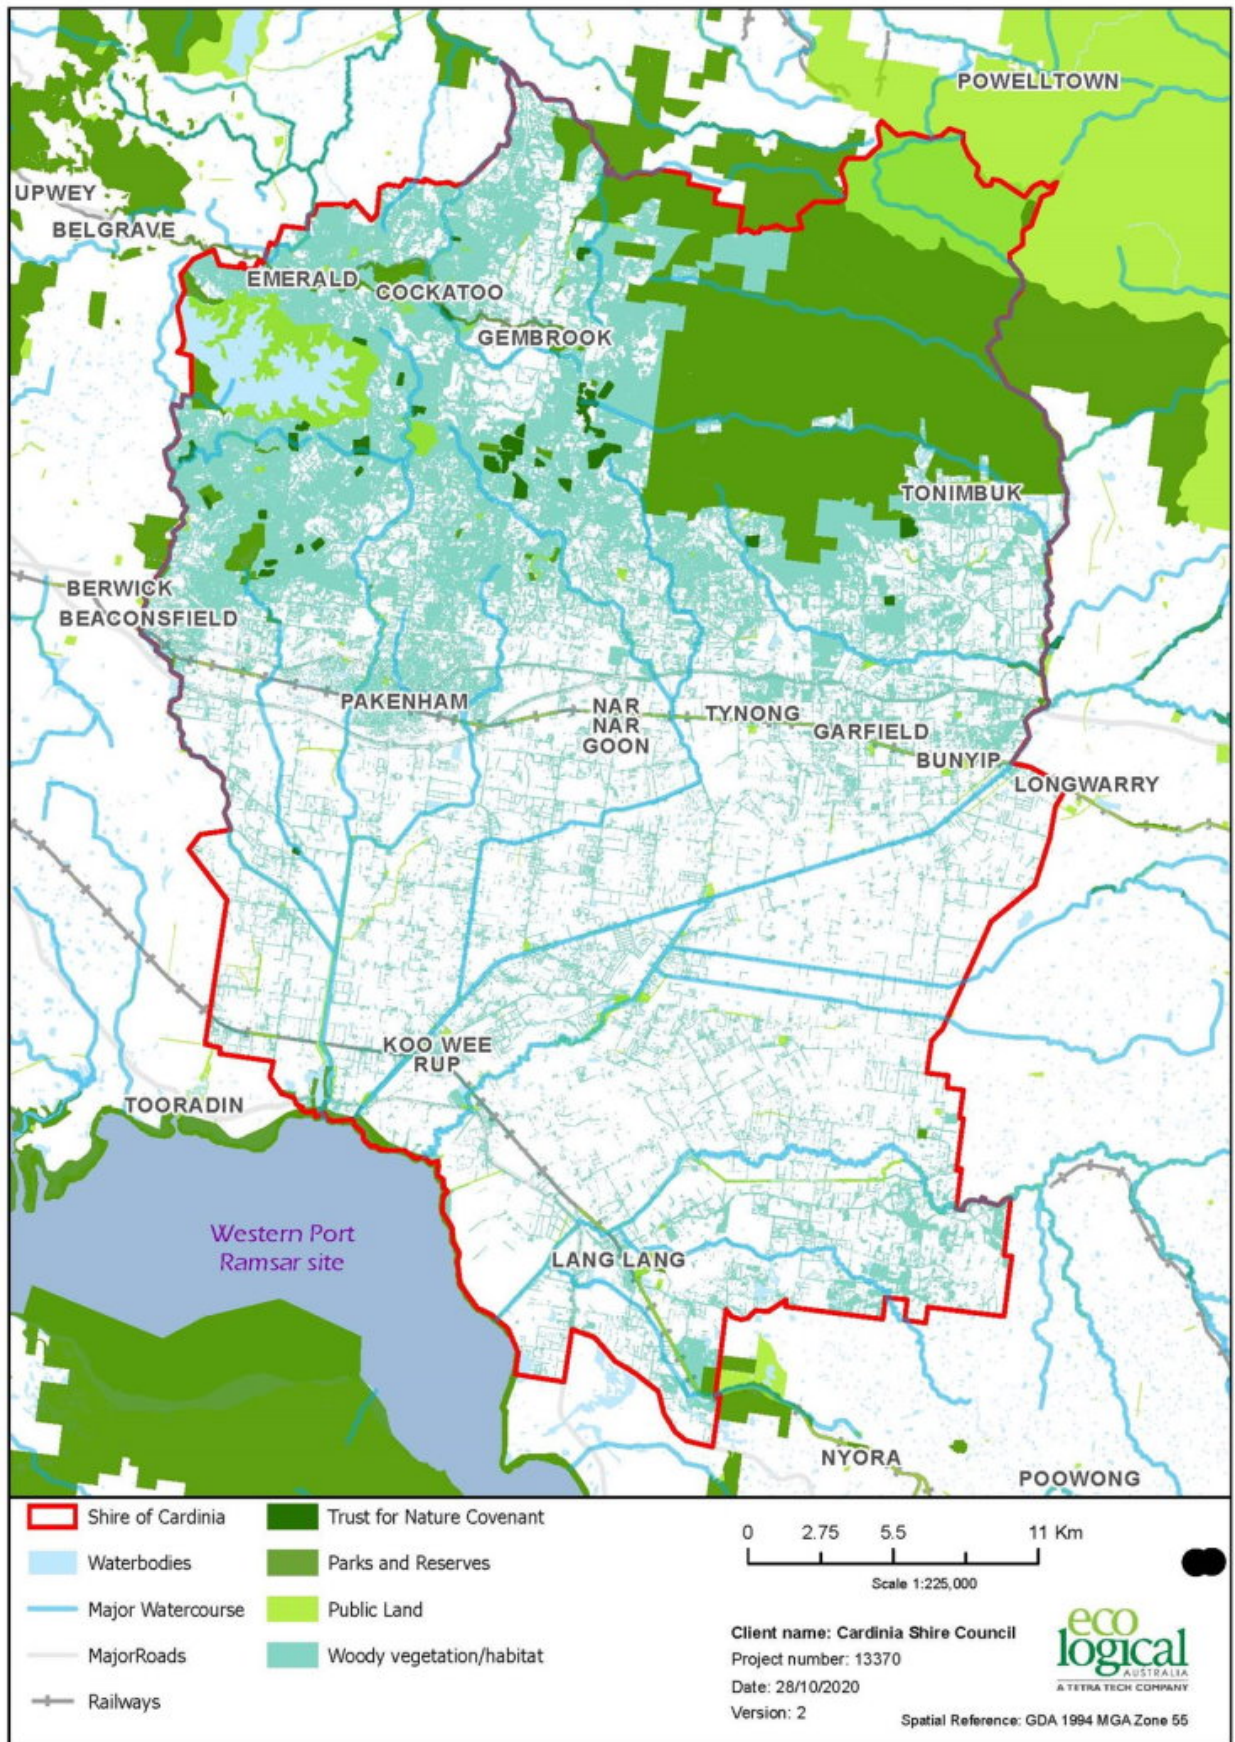 POWELLTOWN
UPWEY
BELGRAVE
EMERALD
COCKATOO
GEMBROOK
TONIMBUK
BERWICK
BEACONSFIELD
PAKENHAM
NAR
NAR
GOON
TYNONG
GARFIELD
BUNYIP
LONGWARRY
KOO WEE
RUP
TOORADIN
Western Port
Ramsar site
LANG LANG
NYORA
POOWONG
Shire of Cardinia
Waterbodies
Major Watercourse
MajorRoads
Railways
Trust for Nature Covenant
Parks and Reserves
Public Land
Woody vegetation/habitat
0 2.75 5.5 11 Km
Scale 1:225,000
Client name: Cardinia Shire Council
Project number: 13370
Date: 28/10/2020
Version: 2
eco
logical
AUSTRALIA
A TETRA TECH COMPANY
Spatial Reference: GDA 1994 MGA Zone 55